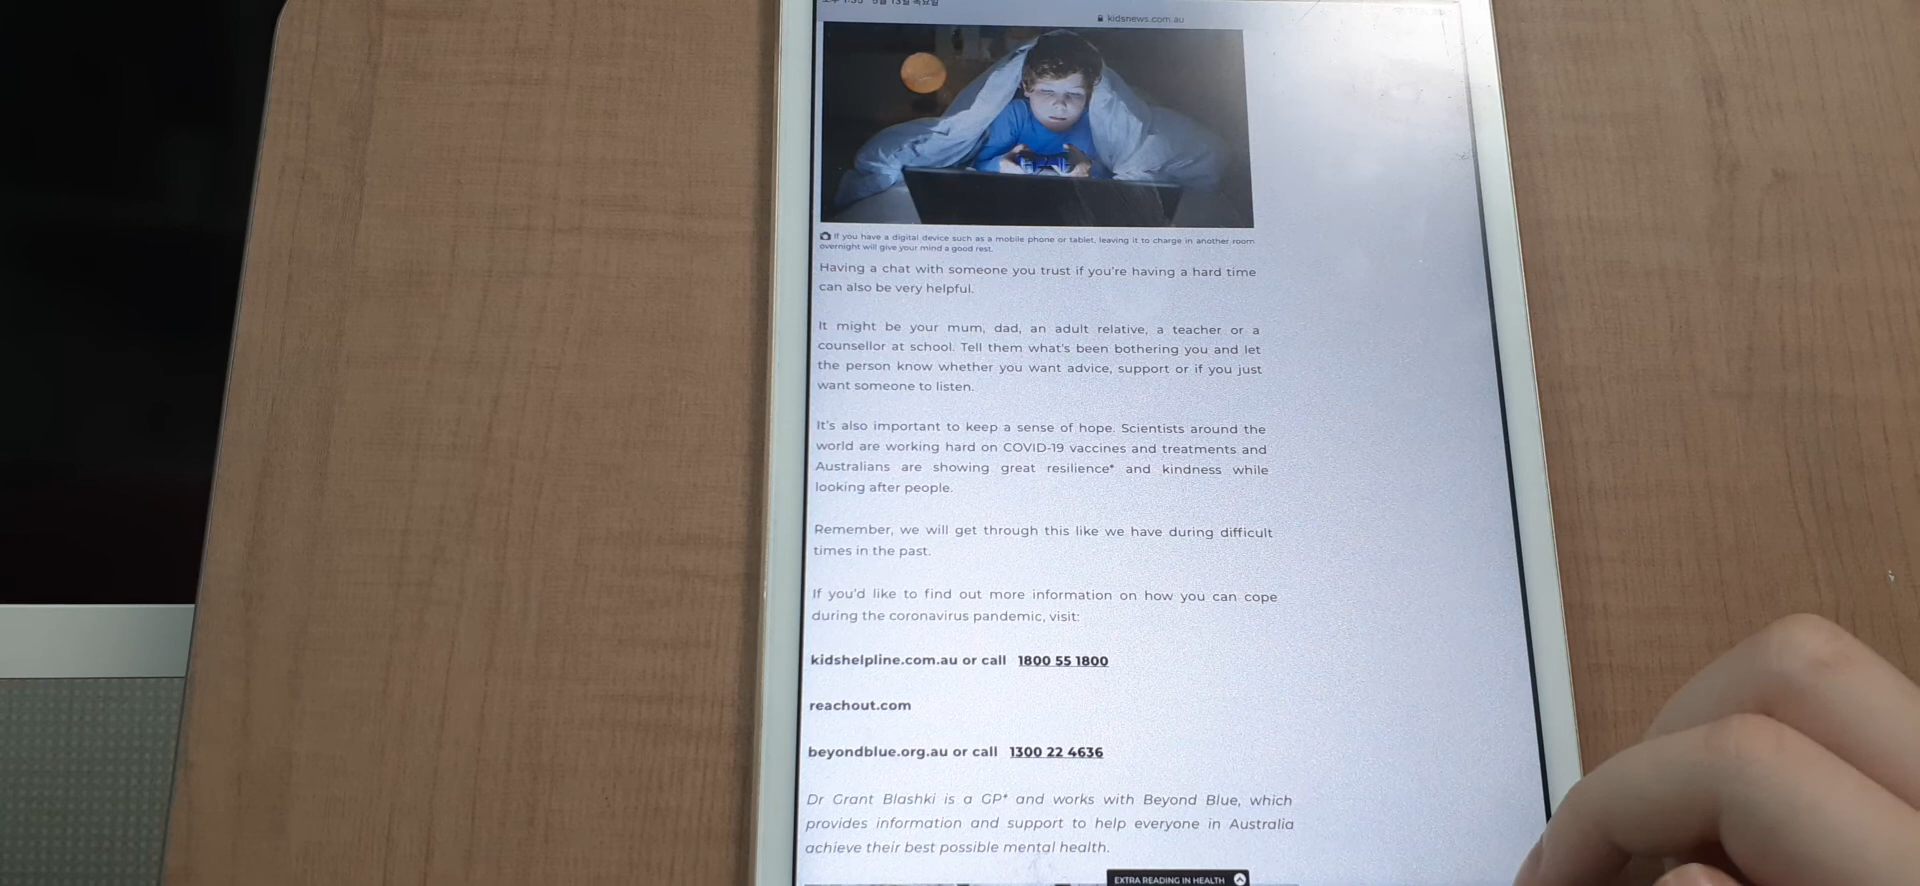 kidsnews.com.au
If you have a digital device such as a mobile phone or tablet, leaving it to charge in another room
overnight will give your mind a good rest.
Having a chat with someone you trust if you're having a hard time
can also be very helpful.
It might be your mum, dad, an adult relative, a teacher or a
counsellor at school. Tell them what's been bothering you and let
the person know whether you want advice, support or if you just
want someone to listen.
It's also important to keep a sense of hope. Scientists around the
world are working hard on COVID-19 vaccines and treatments and
Australians are showing great resilience* and kindness while
looking after people.
Remember, we will get through this like we have during difficult
times in the past.
If you'd like to find out more information on how you can cope
during the coronavirus pandemic, visit:
kidshelpline.com.au or call 1800 55 1800
reachout.com
beyondblue.org.au or call 1300 22 4636
Dr Grant Blashki is a GP* and works with Beyond Blue, which
provides information and support to help everyone in Australia
achieve their best possible mental health.
EXTRA READING IN HEALTH